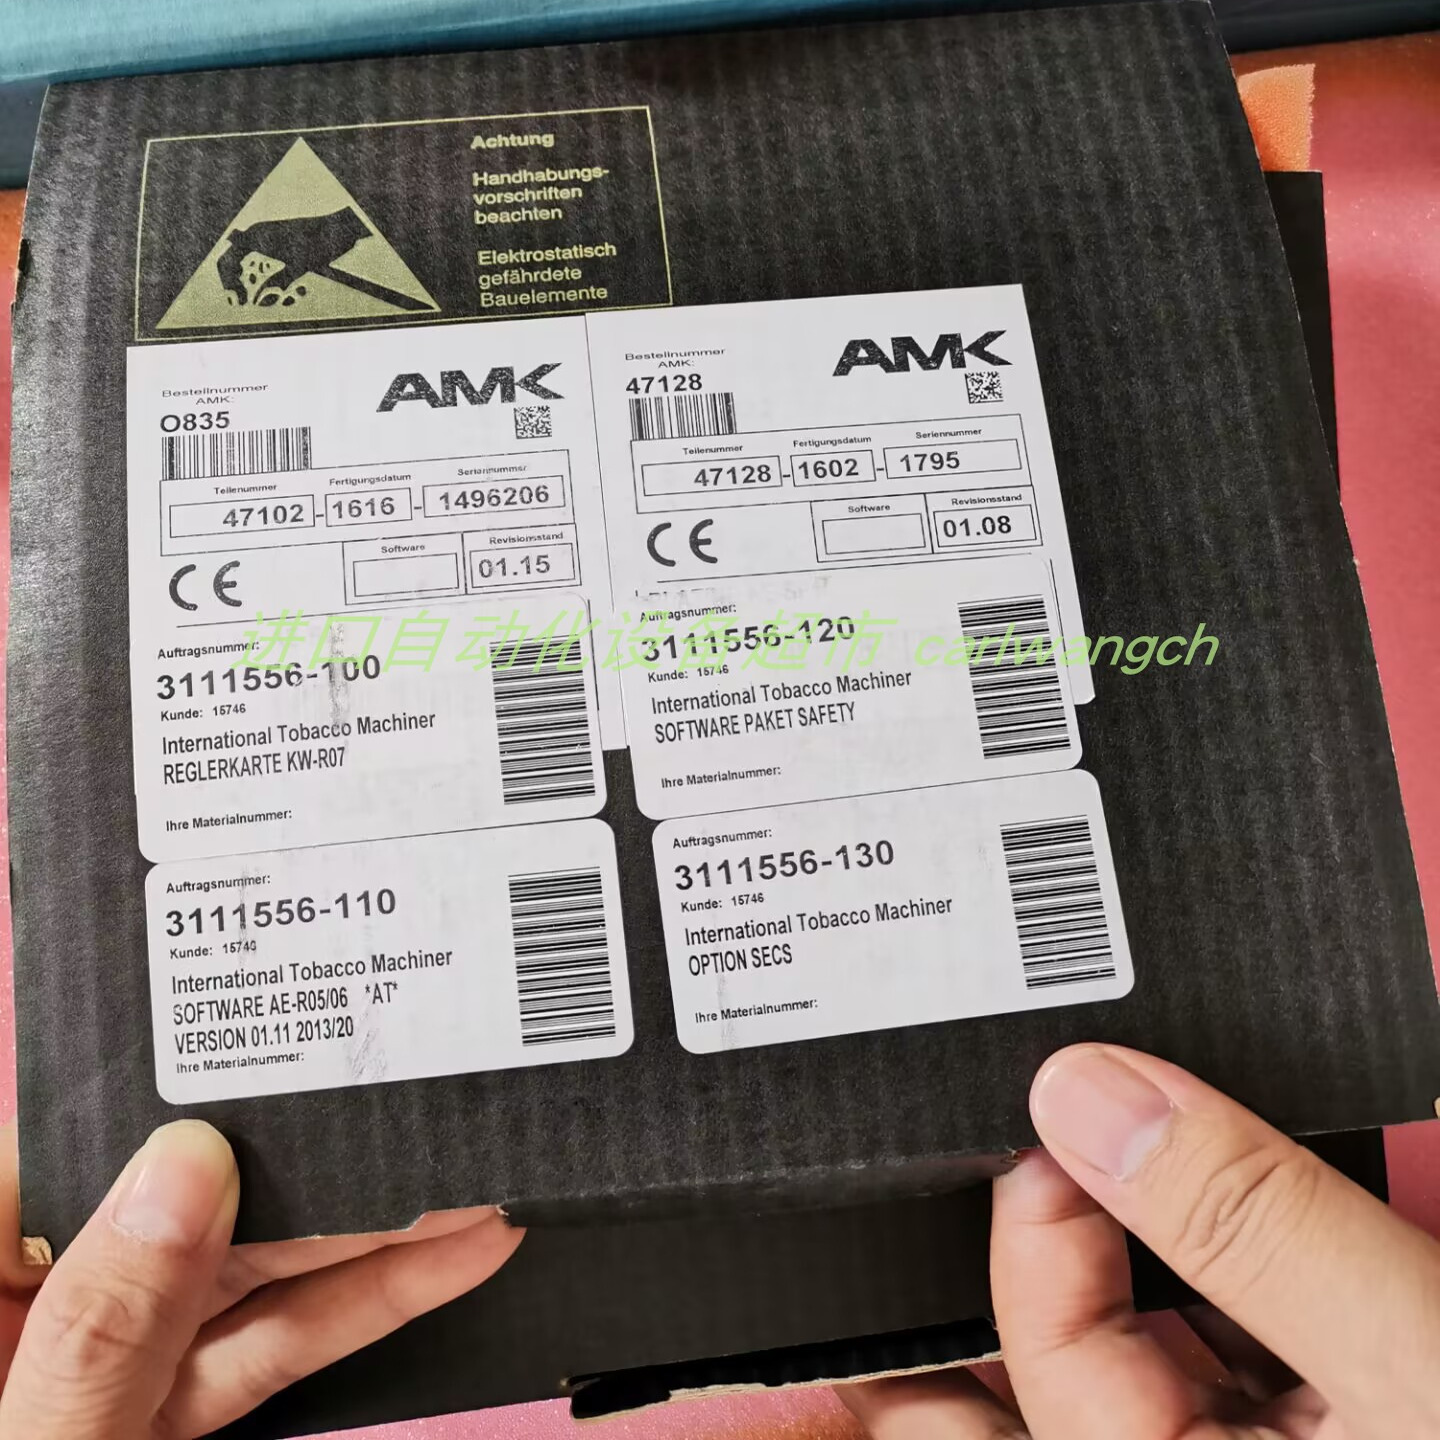 Achtung
Handhabungs-
vorschriften
beachten
Elektrostatisch
gefährdete
Bauelemente
Bestellnummer
AMK:
O835
AMK
Teilenummer
Fertigungsdatum
Seriennummer
47102-1616-1496206
CE
Software
Revisionsstand
01.15
Bestellnummer
AMK:
47128
AMK
Teilenummer
Fertigungsdatum
Seriennummer
47128-1602-1795
CE
Software
Revisionsstand
01.08
进口自动化设备超市 carlwangch
Auftragsnummer:
3111556-100
Kunde: 15746
International Tobacco Machiner
REGLERKARTE KW-R07
Ihre Materialnummer:
Auftragsnummer:
3111556-120
Kunde: 15746
International Tobacco Machiner
SOFTWARE PAKET SAFETY
Ihre Materialnummer:
Auftragsnummer:
3111556-110
Kunde: 15746
International Tobacco Machiner
SOFTWARE AE-R05/06 *AT*
VERSION 01.11 2013/20
Ihre Materialnummer:
Auftragsnummer:
3111556-130
Kunde: 15746
International Tobacco Machiner
OPTION SECS
Ihre Materialnummer: